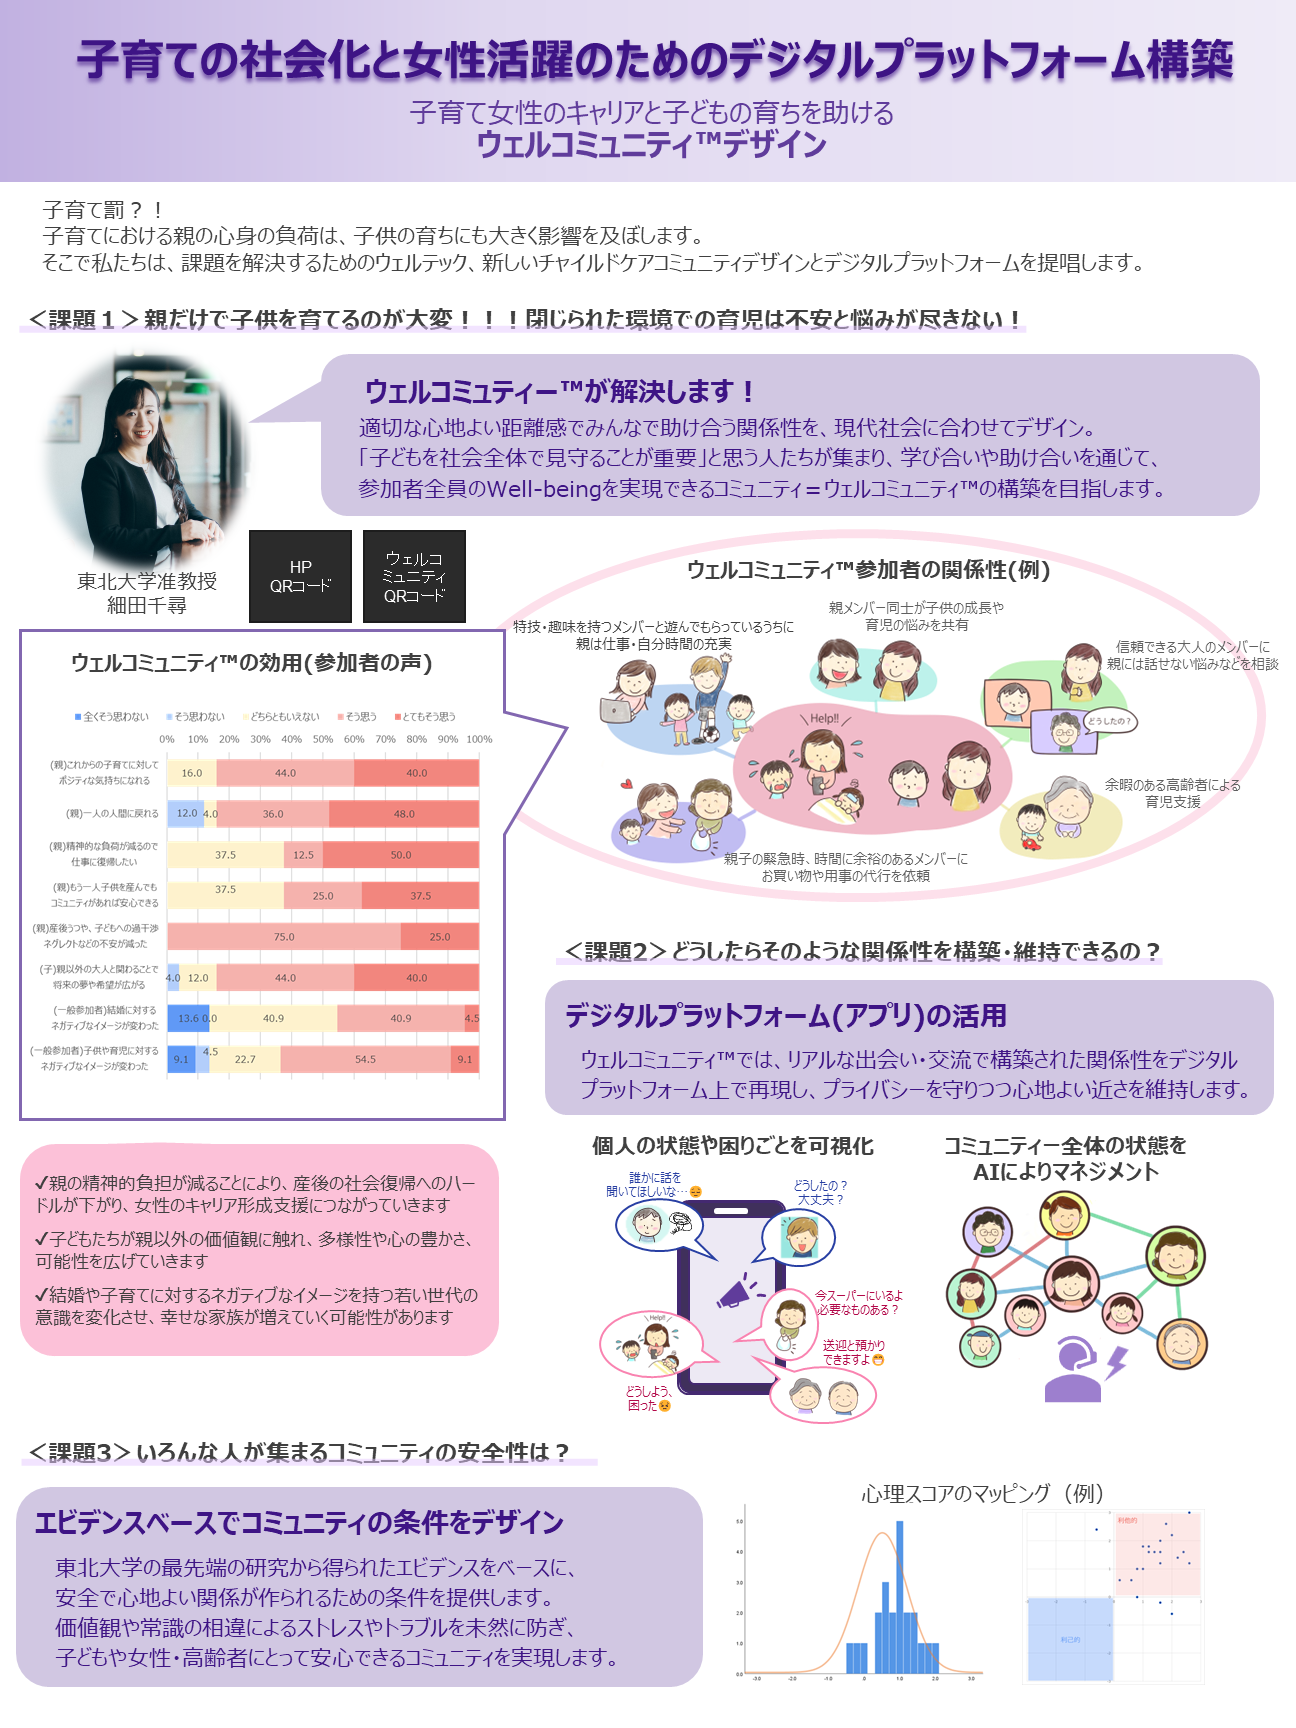 子育ての社会化と女性活躍のためのデジタルプラットフォーム構築
子育て女性のキャリアと子どもの育ちを助ける
ウェルコミュニティ™デザイン
子育て罰？！
子育てにおける親の心身の負荷は、子供の育ちにも大きく影響を及ぼします。
そこで私たちは、課題を解決するためのウェルテック、新しいチャイルドケアコミュニティデザインとデジタルプラットフォームを提唱します。
＜課題１＞親だけで子供を育てるのが大変！！！閉じられた環境での育児は不安と悩みが尽きない！
ウェルコミュティー™が解決します！
適切な心地よい距離感でみんなで助け合う関係性を、現代社会に合わせてデザイン。
「子どもを社会全体で見守ることが重要」と思う人たちが集まり、学び合いや助け合いを通じて、
参加者全員のWell-beingを実現できるコミュニティ＝ウェルコミュニティ™の構築を目指します。
東北大学准教授
細田千尋
HP
QRコード
ウェルコ
ミュニティ
QRコード
ウェルコミュニティ™参加者の関係性(例)
特技・趣味を持つメンバーと遊んでもらっているうちに
親は仕事・自分時間の充実
親メンバー同士が子供の成長や
育児の悩みを共有
信頼できる大人のメンバーに
親には話せない悩みなどを相談
どうしたの？
Help!!
余暇のある高齢者による
育児支援
親子の緊急時、時間に余裕のあるメンバーに
お買い物や用事の代行を依頼
ウェルコミュニティ™の効用(参加者の声)
全くそう思わない そう思わない どちらともいえない そう思う とてもそう思う
0% 10% 20% 30% 40% 50% 60% 70% 80% 90% 100%
(親)これからの子育てに対して
ポジティな気持ちになれる
16.0 44.0 40.0
(親)一人の人間に戻れる
12.0 4.0 36.0 48.0
(親)精神的な負荷が減るので
仕事に復帰したい
37.5 12.5 50.0
(親)もう一人子供を産んでも
コミュニティがあれば安心できる
37.5 25.0 37.5
(親)産後うつや、子どもへの過干渉
ネグレクトなどの不安が減った
75.0 25.0
(子)親以外の大人と関わることで
将来の夢や希望が広がる
4.0 12.0 44.0 40.0
(一般参加者)結婚に対する
ネガティブなイメージが変わった
13.6 0.0 40.9 40.9 4.5
(一般参加者)子供や育児に対する
ネガティブなイメージが変わった
9.1 4.5 22.7 54.5 9.1
✓親の精神的負担が減ることにより、産後の社会復帰へのハー
ドルが下がり、女性のキャリア形成支援につながっていきます
✓子どもたちが親以外の価値観に触れ、多様性や心の豊かさ、
可能性を広げていきます
✓結婚や子育てに対するネガティブなイメージを持つ若い世代の
意識を変化させ、幸せな家族が増えていく可能性があります
＜課題2＞どうしたらそのような関係性を構築・維持できるの？
デジタルプラットフォーム(アプリ)の活用
ウェルコミュニティ™では、リアルな出会い・交流で構築された関係性をデジタル
プラットフォーム上で再現し、プライバシーを守りつつ心地よい近さを維持します。
個人の状態や困りごとを可視化
誰かに話を
聞いてほしいな…😔
どうしたの？
大丈夫？
今スーパーにいるよ
必要なものある？
Help!!
送迎と預かり
できますよ😁
どうしよう、
困った😣
コミュニティー全体の状態を
AIによりマネジメント
＜課題3＞いろんな人が集まるコミュニティの安全性は？
エビデンスベースでコミュニティの条件をデザイン
東北大学の最先端の研究から得られたエビデンスをベースに、
安全で心地よい関係が作られるための条件を提供します。
価値観や常識の相違によるストレスやトラブルを未然に防ぎ、
子どもや女性・高齢者にとって安心できるコミュニティを実現します。
心理スコアのマッピング（例）
5.0
4.0
3.0
2.0
1.0
0.0
-3.0 -2.0 -1.0 .0 1.0 2.0 3.0
利他的
利己的